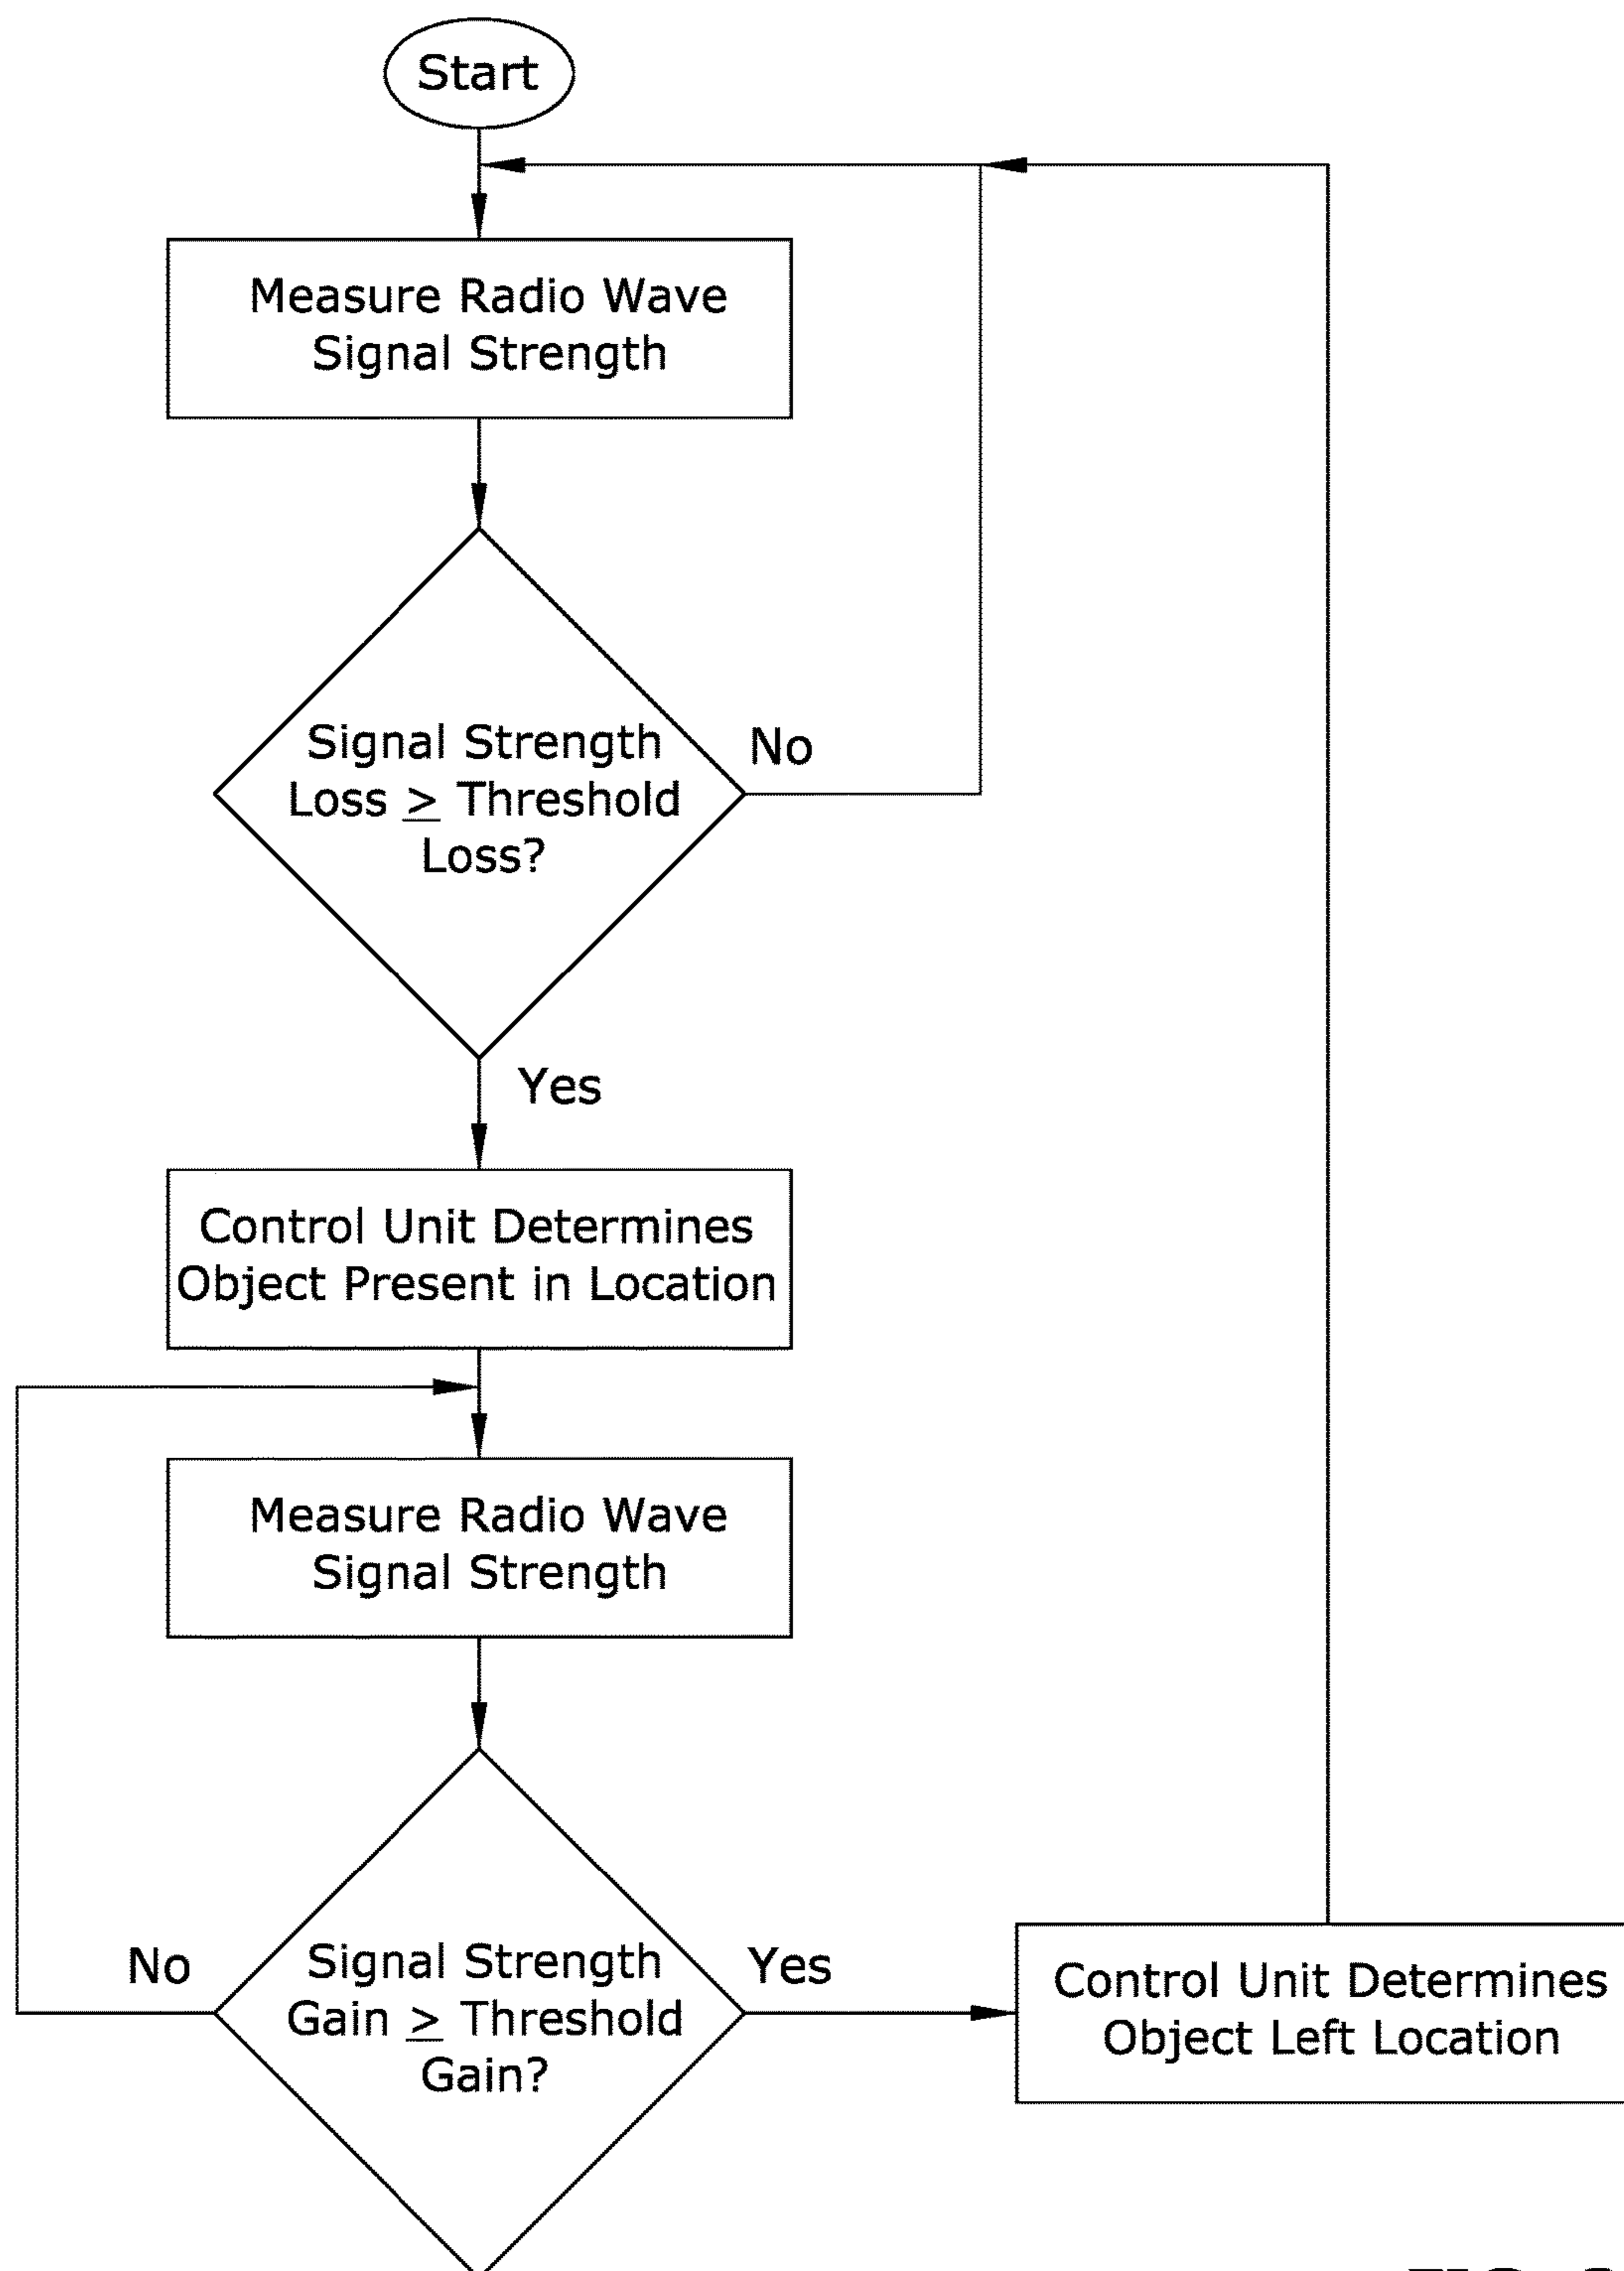 Start
Measure Radio Wave
Signal Strength
Signal Strength
Loss ≥ Threshold
Loss?
No
Yes
Control Unit Determines
Object Present in Location
Measure Radio Wave
Signal Strength
No
Signal Strength
Gain ≥ Threshold
Gain?
Yes
Control Unit Determines
Object Left Location